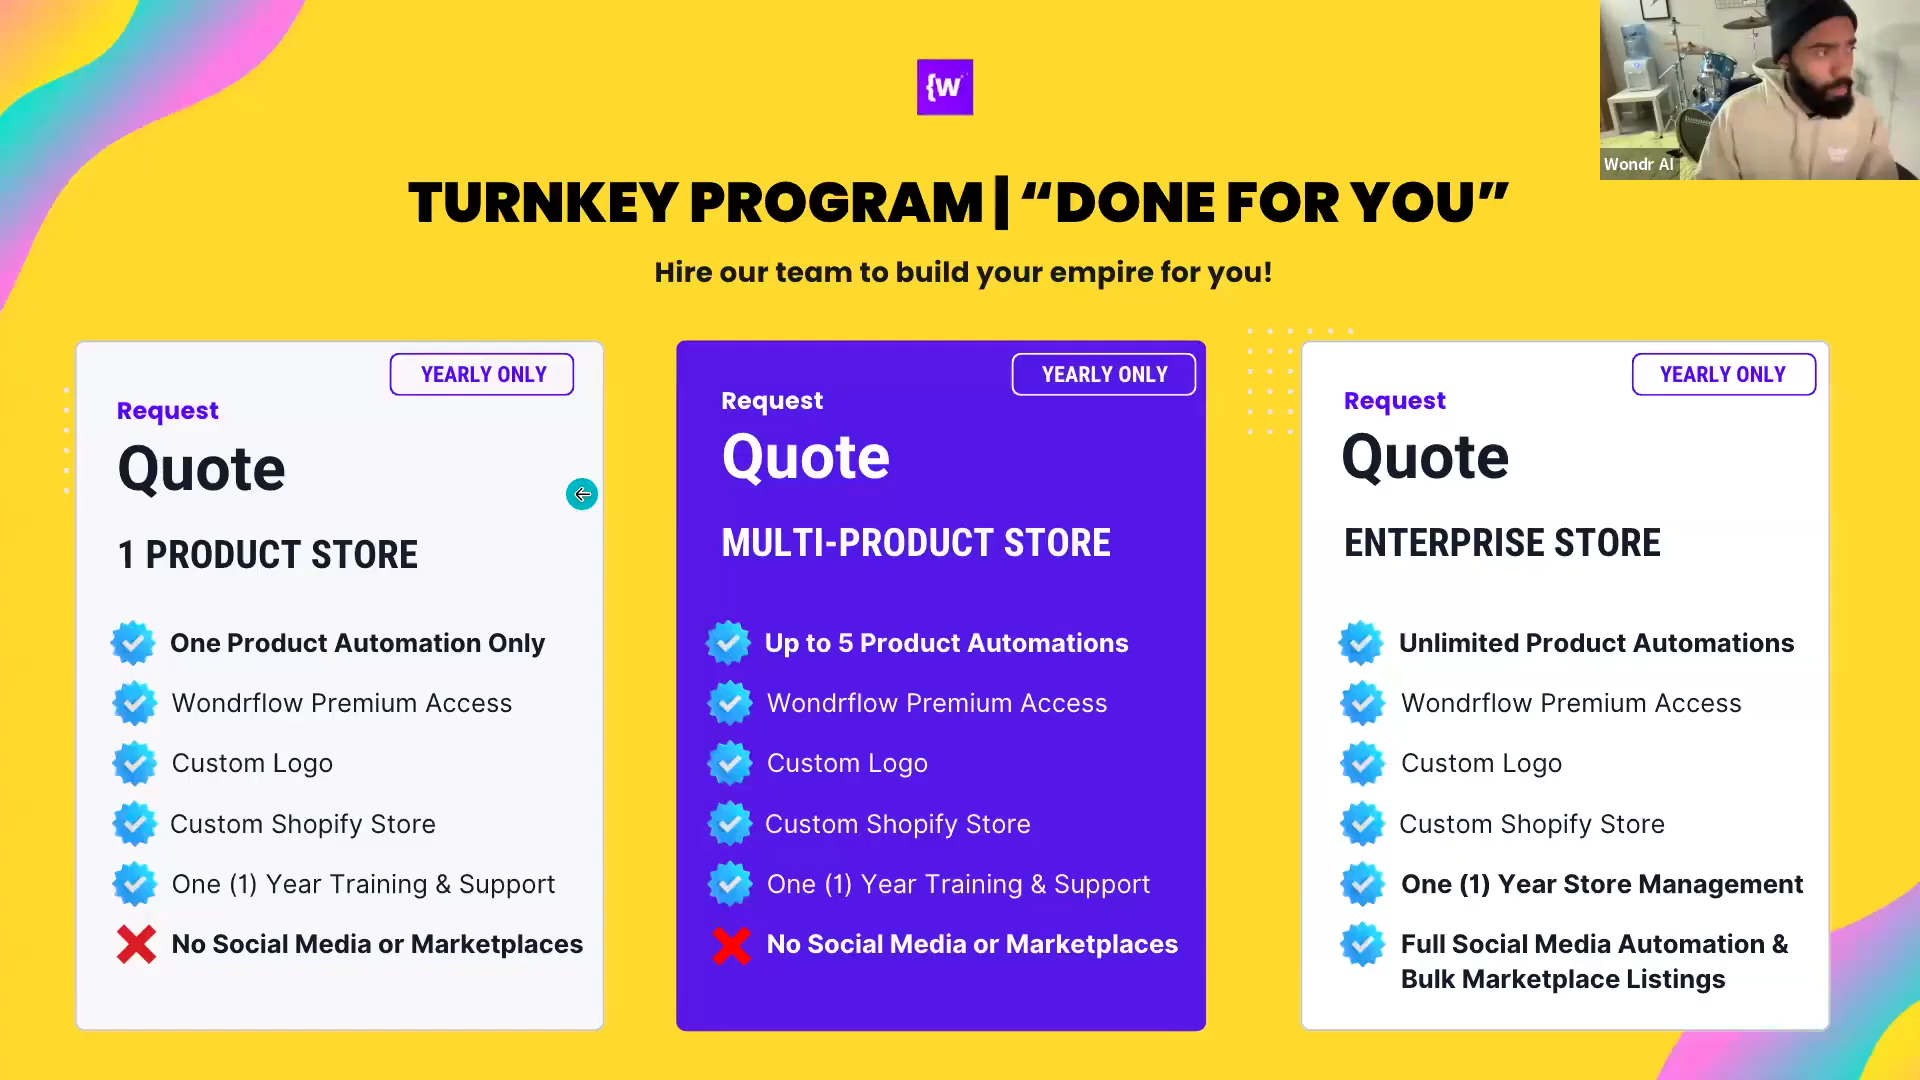 {W
Wondr AI
TURNKEY PROGRAM | “DONE FOR YOU”
Hire our team to build your empire for you!
YEARLY ONLY
Request
Quote
1 PRODUCT STORE
One Product Automation Only
Wondrflow Premium Access
Custom Logo
Custom Shopify Store
One (1) Year Training & Support
No Social Media or Marketplaces
YEARLY ONLY
Request
Quote
MULTI-PRODUCT STORE
Up to 5 Product Automations
Wondrflow Premium Access
Custom Logo
Custom Shopify Store
One (1) Year Training & Support
No Social Media or Marketplaces
YEARLY ONLY
Request
Quote
ENTERPRISE STORE
Unlimited Product Automations
Wondrflow Premium Access
Custom Logo
Custom Shopify Store
One (1) Year Store Management
Full Social Media Automation &
Bulk Marketplace Listings